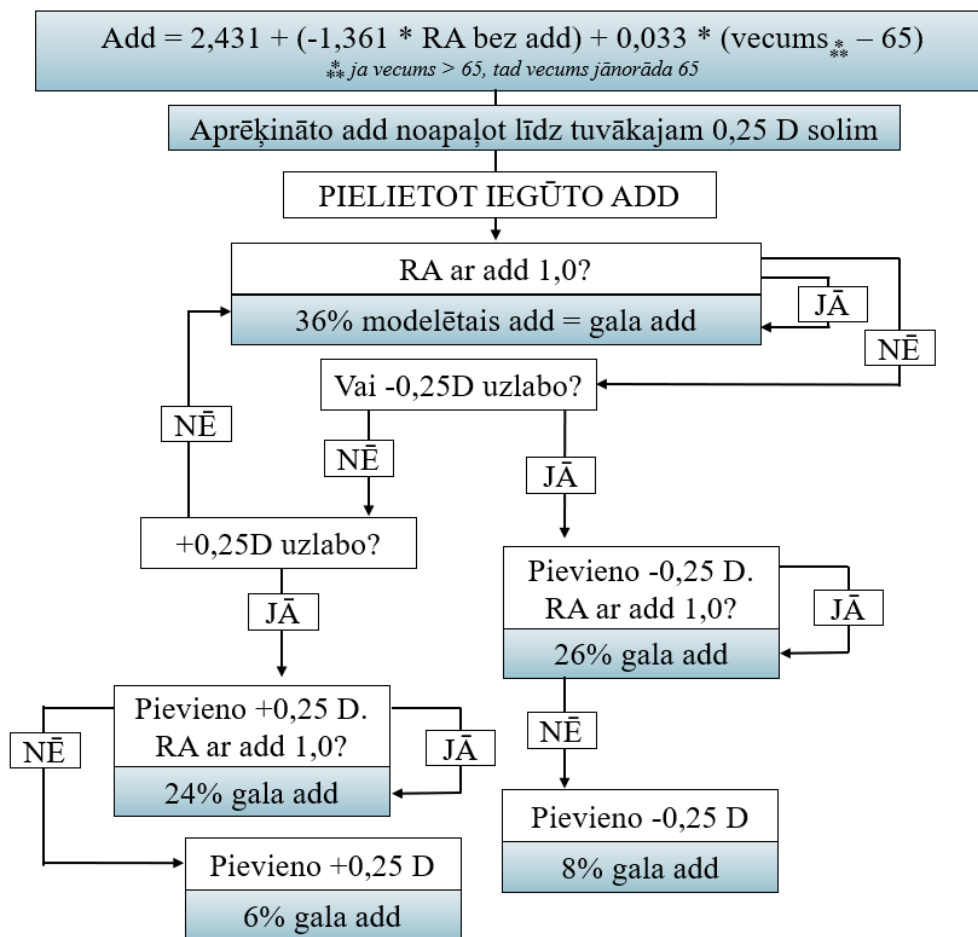 Add = 2,431 + (-1,361 * RA bez add) + 0,033 * (vecums⁂ – 65)
⁂ ja vecums > 65, tad vecums jānorāda 65
Aprēķināto add noapaļot līdz tuvākajam 0,25 D solim
PIELIETOT IEGŪTO ADD
RA ar add 1,0?
JĀ
36% modelētais add = gala add
NĒ
Vai -0,25D uzlabo?
NĒ
NĒ
JĀ
+0,25D uzlabo?
Pievieno -0,25 D.
RA ar add 1,0?
JĀ
26% gala add
JĀ
Pievieno +0,25 D.
RA ar add 1,0?
NĒ
JĀ
24% gala add
NĒ
Pievieno -0,25 D
8% gala add
Pievieno +0,25 D
6% gala add